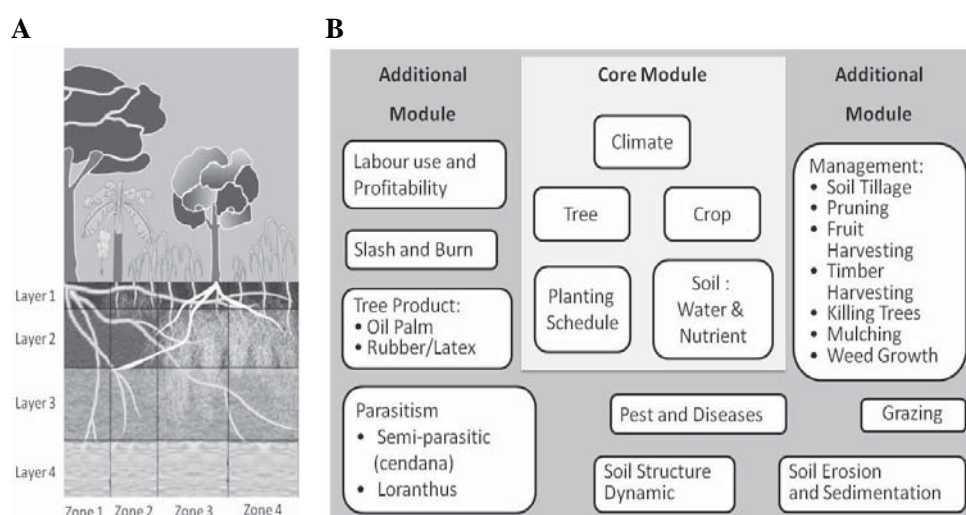 A
Layer 1
Layer 2
Layer 3
Layer 4
Zone 1
Zone 2
Zone 3
Zone 4
B
Additional
Module
Labour use and
Profitability
Slash and Burn
Tree Product:
• Oil Palm
• Rubber/Latex
Parasitism
• Semi-parasitic
(cendana)
• Loranthus
Core Module
Climate
Tree
Crop
Planting
Schedule
Soil :
Water &
Nutrient
Additional
Module
Management:
• Soil Tillage
• Pruning
• Fruit
Harvesting
• Timber
Harvesting
• Killing Trees
• Mulching
• Weed Growth
Pest and Diseases
Grazing
Soil Structure
Dynamic
Soil Erosion
and Sedimentation